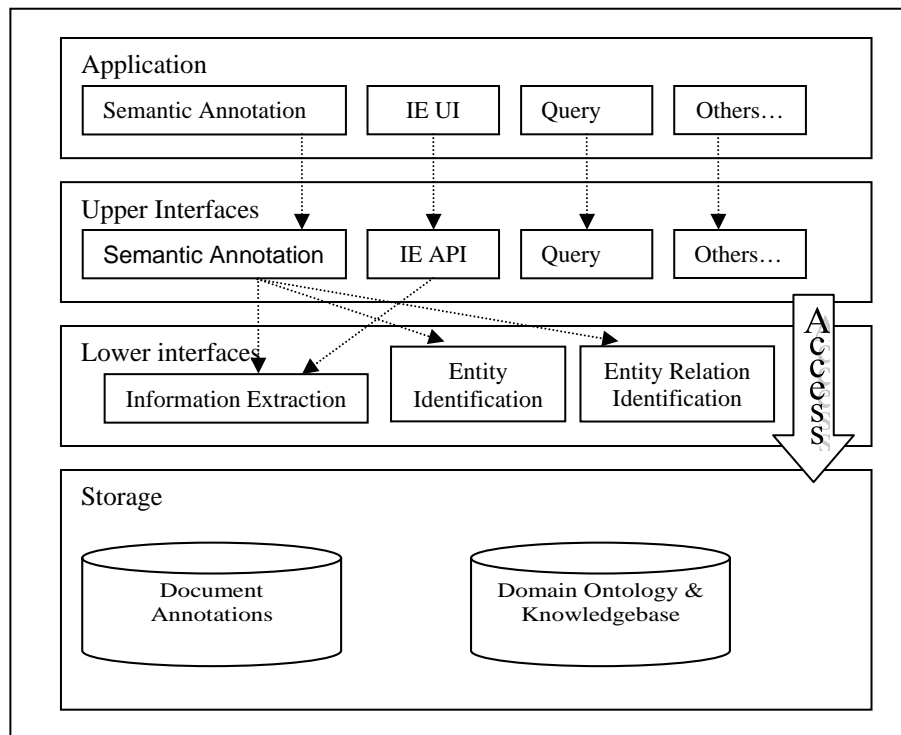 Application
Semantic Annotation
IE UI
Query
Others…
Upper Interfaces
Semantic Annotation
IE API
Query
Others…
Access
Lower interfaces
Information Extraction
Entity
Identification
Entity Relation
Identification
Storage
Document
Annotations
Domain Ontology &
Knowledgebase